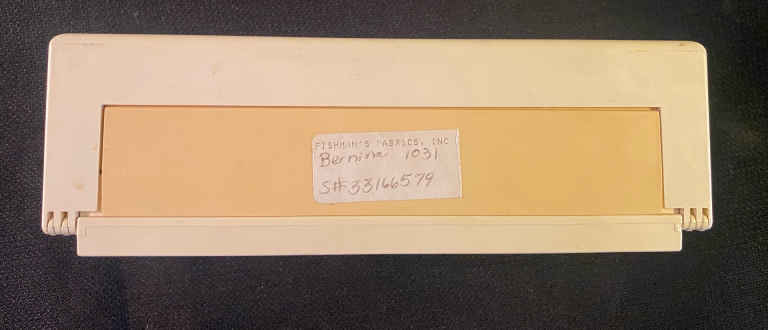 FISHMAN'S FABRICS, INC
Bernina 1031
S# 33166579